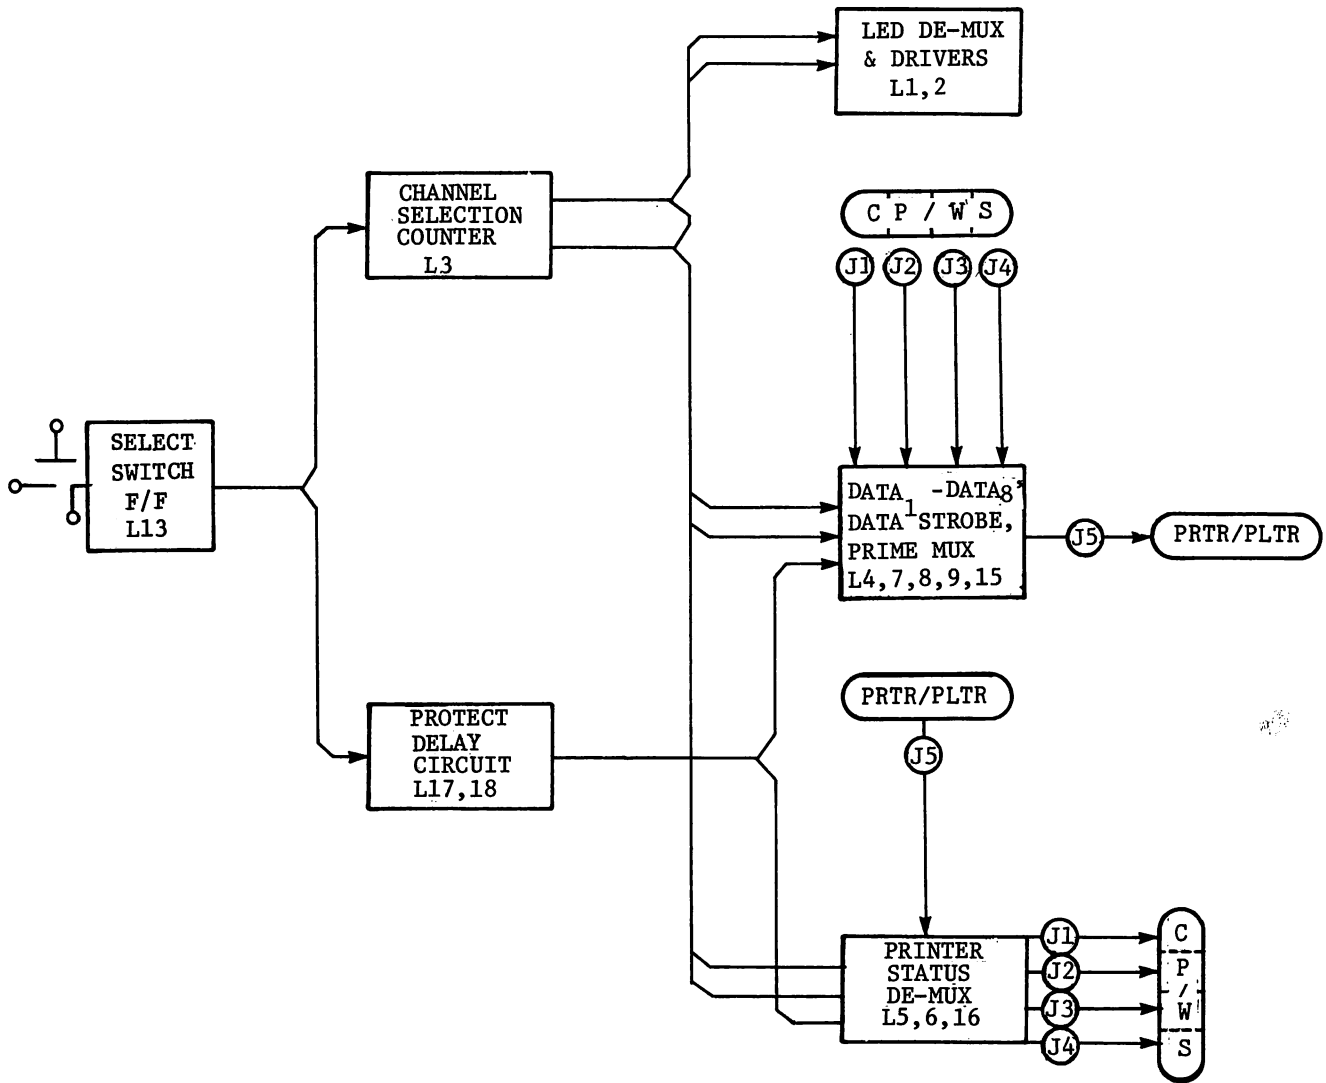 LED DE-MUX
& DRIVERS
L1,2
CHANNEL
SELECTION
COUNTER
L3
C P / W S
J1 J2 J3 J4
SELECT
SWITCH
F/F
L13
DATA1 -DATA8,
DATA STROBE,
PRIME MUX
L4,7,8,9,15
J5
PRTR/PLTR
PROTECT
DELAY
CIRCUIT
L17,18
PRTR/PLTR
J5
PRINTER
STATUS
DE-MUX
L5,6,16
J1
J2
J3
J4
C
P
/
W
S